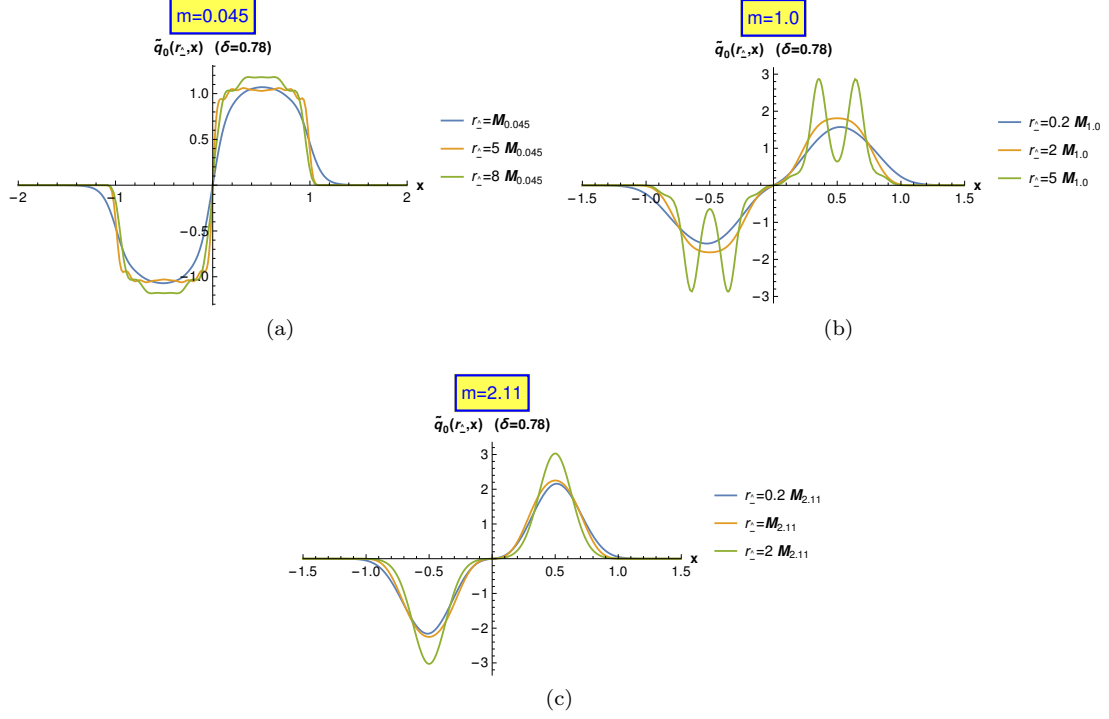 m=0.045
q̃₀(r_≙,x) (δ=0.78)
1.0
0.5
-0.5
-1.0
-2
-1
1
2
x
r_≙=M₀.₀₄₅
r_≙=5 M₀.₀₄₅
r_≙=8 M₀.₀₄₅
(a)
m=1.0
q̃₀(r_≙,x) (δ=0.78)
3
2
1
-1
-2
-3
-1.5
-1.0
-0.5
0.5
1.0
1.5
x
r_≙=0.2 M₁.₀
r_≙=2 M₁.₀
r_≙=5 M₁.₀
(b)
m=2.11
q̃₀(r_≙,x) (δ=0.78)
3
2
1
-1
-2
-3
-1.5
-1.0
-0.5
0.5
1.0
1.5
x
r_≙=0.2 M₂.₁₁
r_≙=M₂.₁₁
r_≙=2 M₂.₁₁
(c)